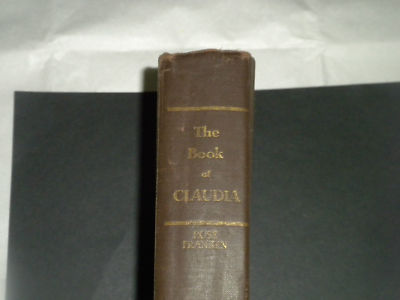 The
Book
of
CLAUDIA
ROSE
FRANKEN